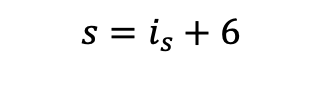 s = i_s + 6